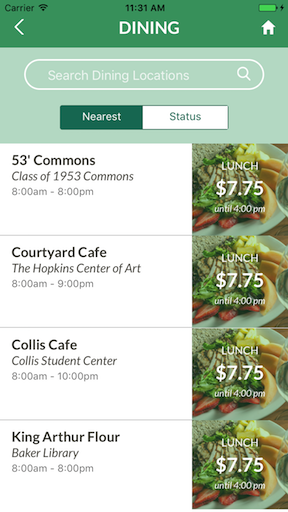 Carrier 11:31 AM
DINING
Search Dining Locations
Nearest Status
53' Commons
Class of 1953 Commons
8:00am - 8:00pm
LUNCH
$7.75
until 4:00 pm
Courtyard Cafe
The Hopkins Center of Art
8:00am - 9:00pm
LUNCH
$7.75
until 4:00 pm
Collis Cafe
Collis Student Center
8:00am - 10:00pm
LUNCH
$7.75
until 4:00 pm
King Arthur Flour
Baker Library
8:00am - 8:00pm
LUNCH
$7.75
until 4:00 pm